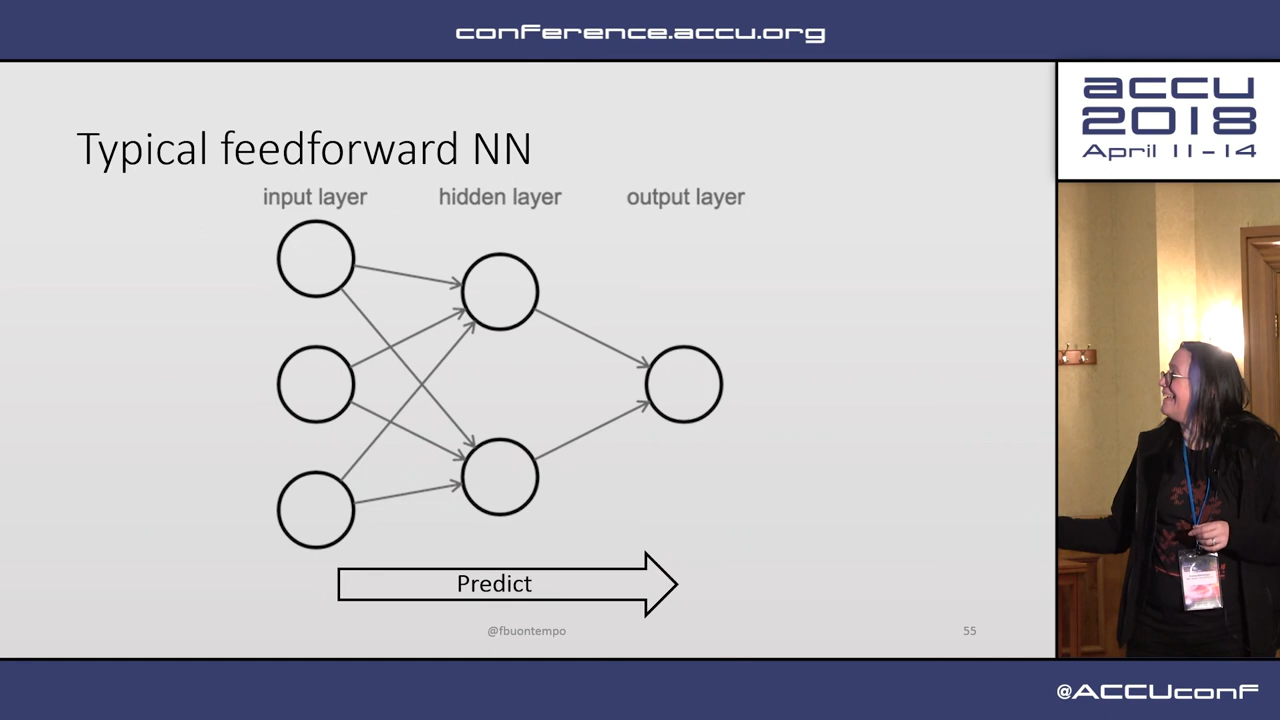 conference.accu.org
accu
2018
April 11-14
Typical feedforward NN
input layer
hidden layer
output layer
Predict
@fbuontempo
55
@ACCUconf